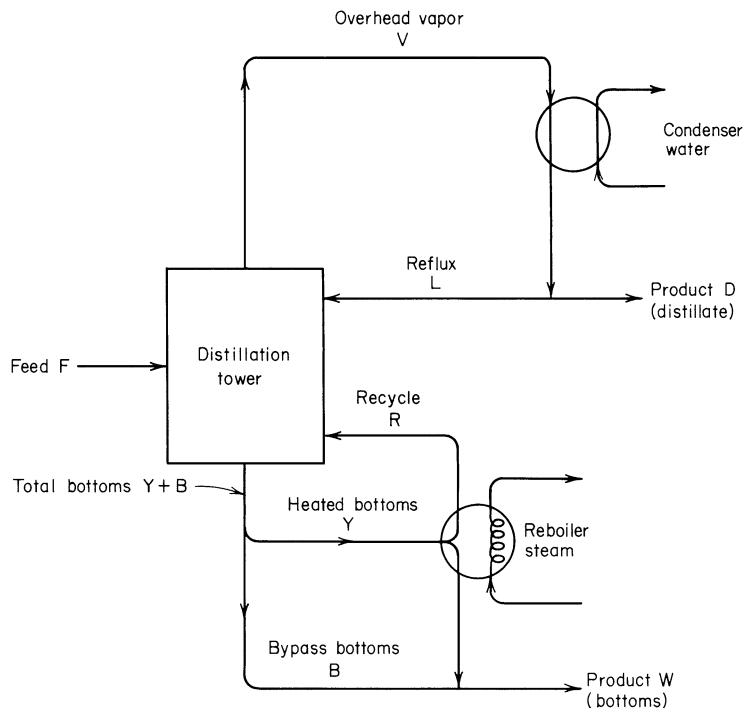 Overhead vapor
V
Condenser
water
Reflux
L
Product D
(distillate)
Distillation
tower
Feed F
Recycle
R
Total bottoms Y+B
Heated bottoms
Y
Reboiler
steam
Bypass bottoms
B
Product W
(bottoms)